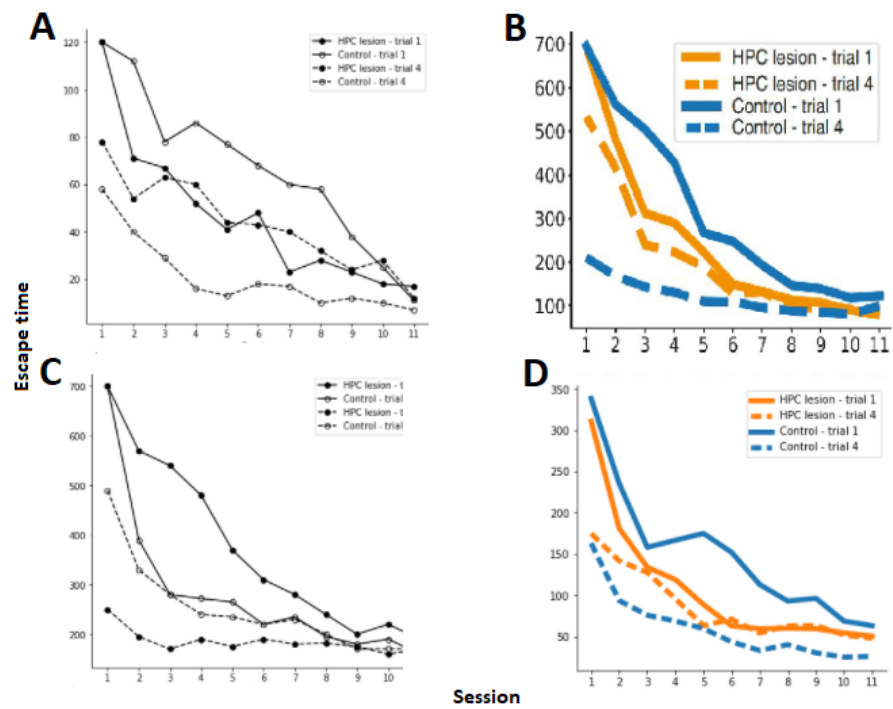 A
120
100
80
60
40
20
1 2 3 4 5 6 7 8 9 10 11
HPC lesion - trial 1
Control - trial 1
HPC lesion - trial 4
Control - trial 4
B
700
600
500
400
300
200
100
1 2 3 4 5 6 7 8 9 10 11
HPC lesion - trial 1
HPC lesion - trial 4
Control - trial 1
Control - trial 4
Escape time
C
700
600
500
400
300
200
1 2 3 4 5 6 7 8 9 10
HPC lesion - t
Control - trial
HPC lesion - t
Control - trial
D
350
300
250
200
150
100
50
1 2 3 4 5 6 7 8 9 10 11
HPC lesion - trial 1
HPC lesion - trial 4
Control - trial 1
Control - trial 4
Session